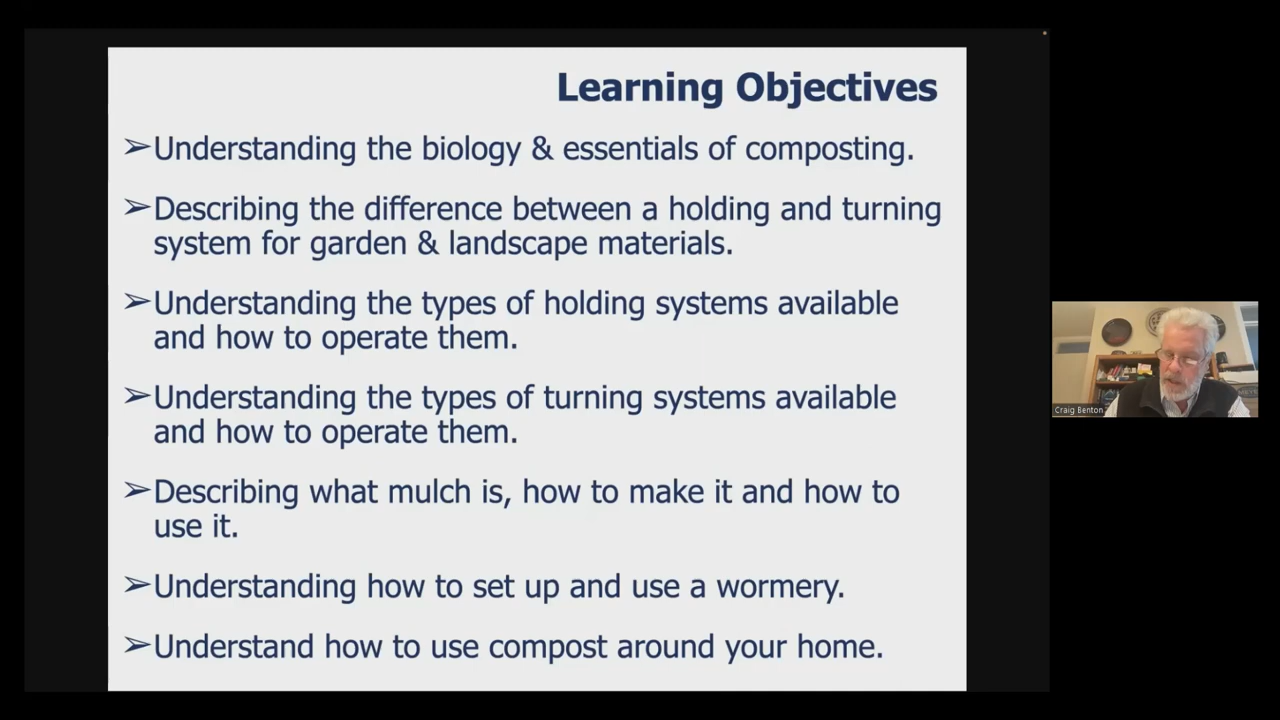 Learning Objectives
➢Understanding the biology & essentials of composting.
➢Describing the difference between a holding and turning
system for garden & landscape materials.
➢Understanding the types of holding systems available
and how to operate them.
➢Understanding the types of turning systems available
and how to operate them.
➢Describing what mulch is, how to make it and how to
use it.
➢Understanding how to set up and use a wormery.
➢Understand how to use compost around your home.
Craig Benton